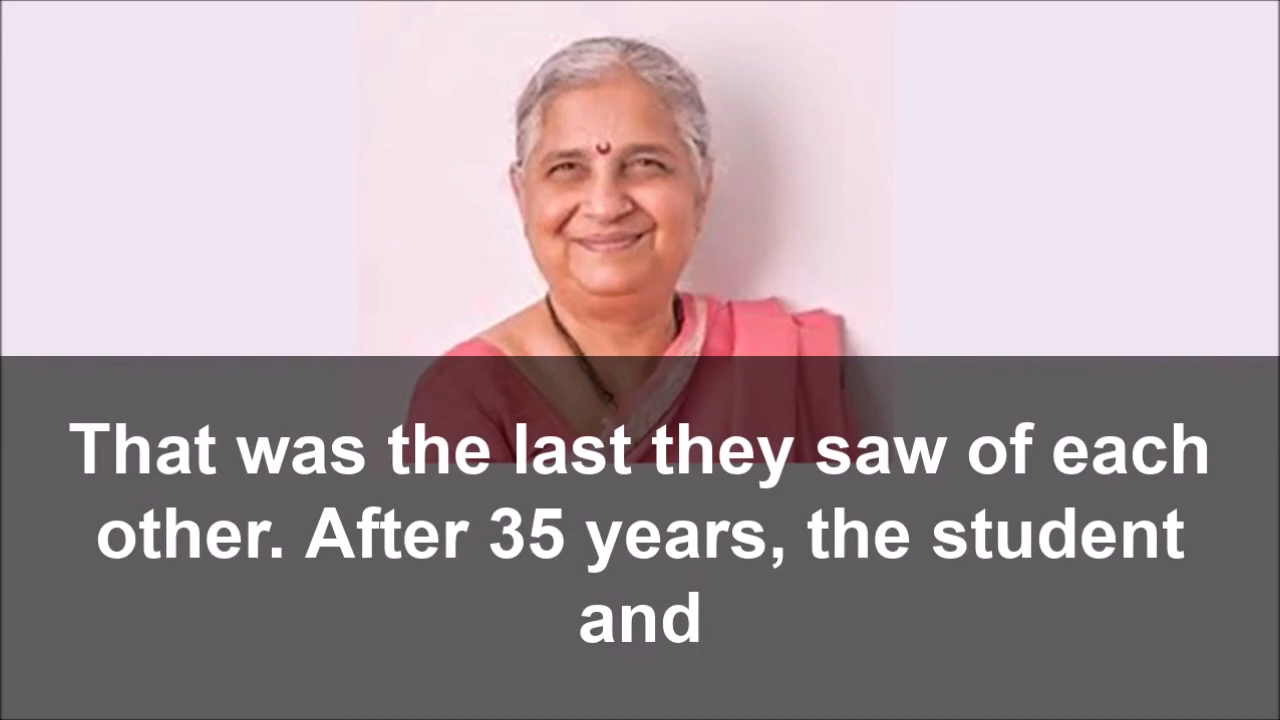 That was the last they saw of each
other. After 35 years, the student
and